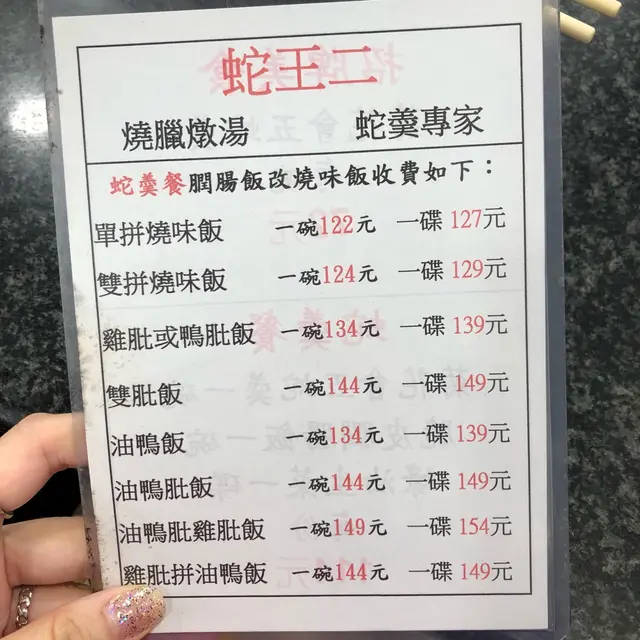 蛇王二
燒臘燉湯 蛇羹專家
蛇羹餐膶腸飯改燒味飯收費如下：
單拼燒味飯 一碗122元 一碟127元
雙拼燒味飯 一碗124元 一碟129元
雞肶或鴨肶飯 一碗134元 一碟139元
雙肶飯 一碗144元 一碟149元
油鴨飯 一碗134元 一碟139元
油鴨肶飯 一碗144元 一碟149元
油鴨肶雞肶飯 一碗149元 一碟154元
雞肶拼油鴨飯 一碗144元 一碟149元